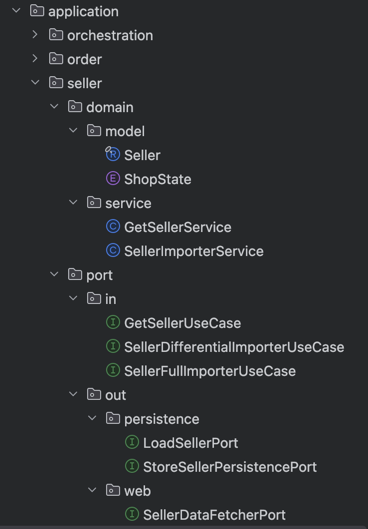 application
orchestration
order
seller
domain
model
Seller
ShopState
service
GetSellerService
SellerImporterService
port
in
GetSellerUseCase
SellerDifferentialImporterUseCase
SellerFullImporterUseCase
out
persistence
LoadSellerPort
StoreSellerPersistencePort
web
SellerDataFetcherPort